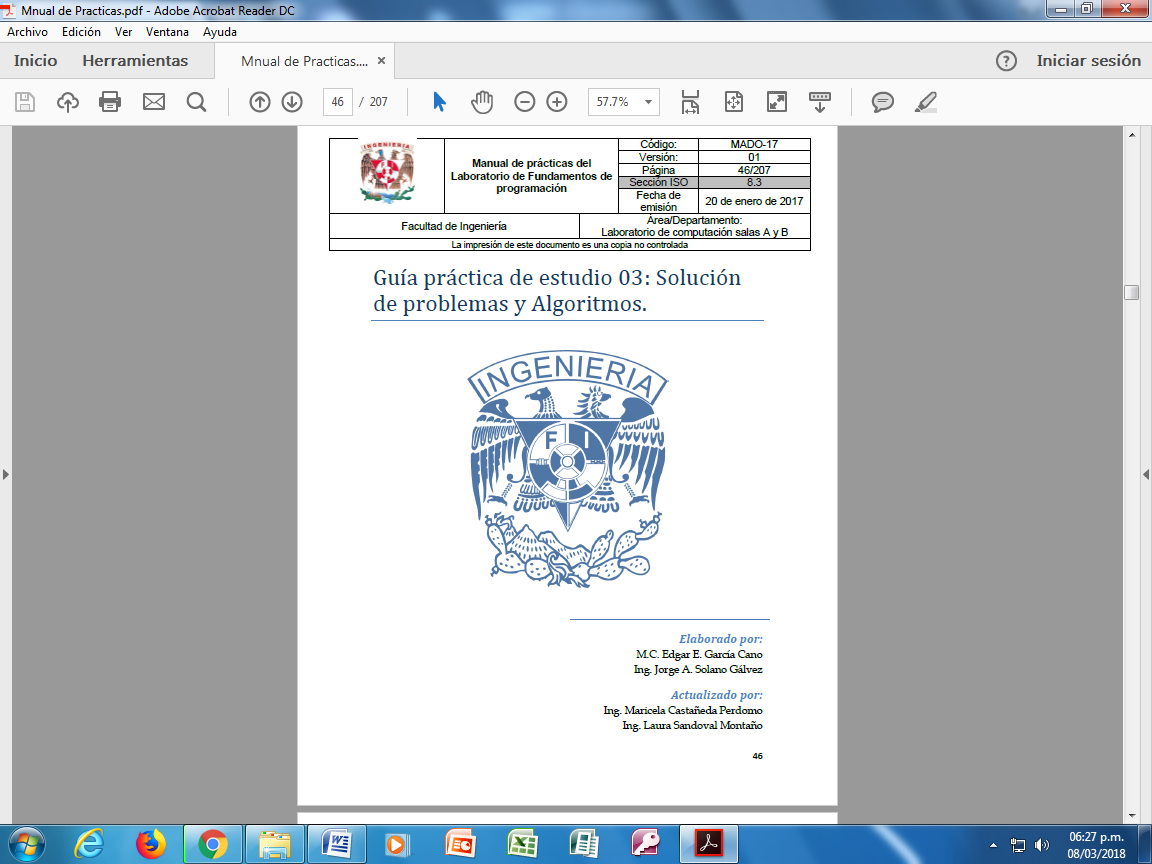 Mnual de Practicas.pdf - Adobe Acrobat Reader DC
Archivo Edición Ver Ventana Ayuda
Inicio Herramientas Mnual de Practicas.... × ? Iniciar sesión
46 / 207 57.7%
INGENIERIA
Manual de prácticas del
Laboratorio de Fundamentos de
programación
Código: MADO-17
Versión: 01
Página 46/207
Sección ISO 8.3
Fecha de
emisión 20 de enero de 2017
Facultad de Ingeniería
Área/Departamento:
Laboratorio de computación salas A y B
La impresión de este documento es una copia no controlada
Guía práctica de estudio 03: Solución
de problemas y Algoritmos.
INGENIERIA
F I
Elaborado por:
M.C. Edgar E. García Cano
Ing. Jorge A. Solano Gálvez
Actualizado por:
Ing. Maricela Castañeda Perdomo
Ing. Laura Sandoval Montaño
46
06:27 p.m.
08/03/2018